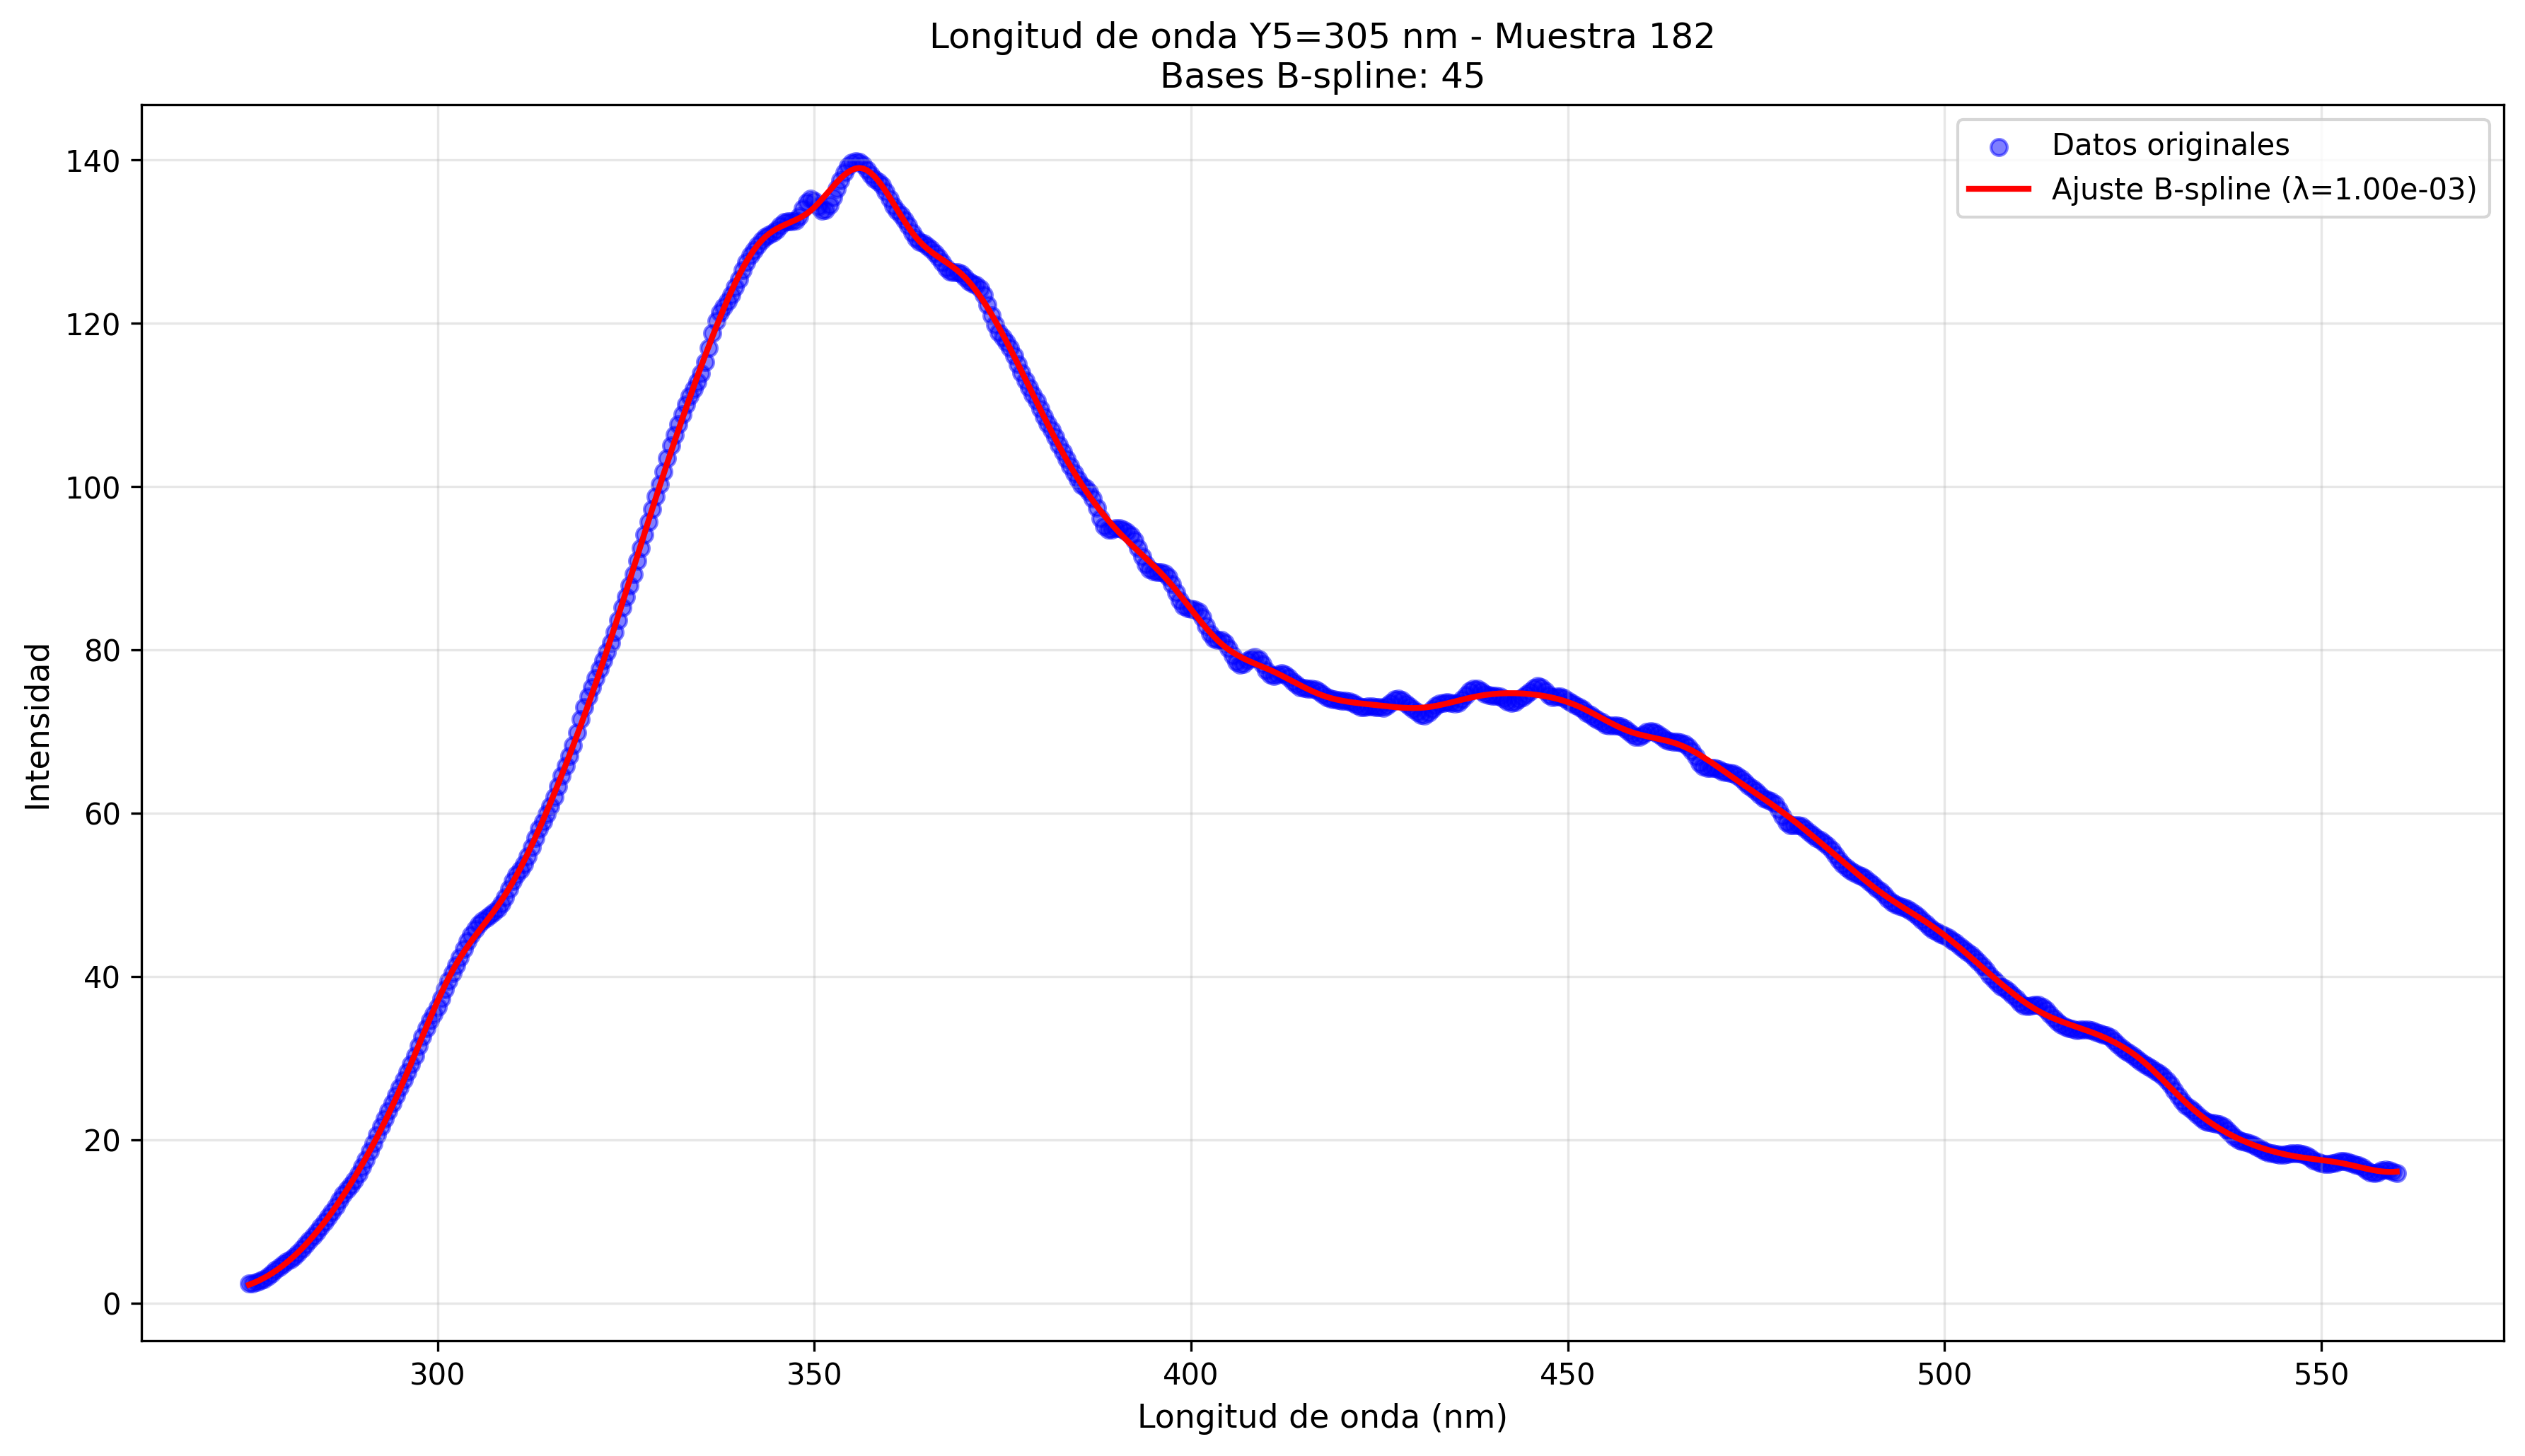 Longitud de onda Y5=305 nm - Muestra 182
Bases B-spline: 45
Datos originales
Ajuste B-spline (λ=1.00e-03)
Intensidad
140
120
100
80
60
40
20
0
300 350 400 450 500 550
Longitud de onda (nm)